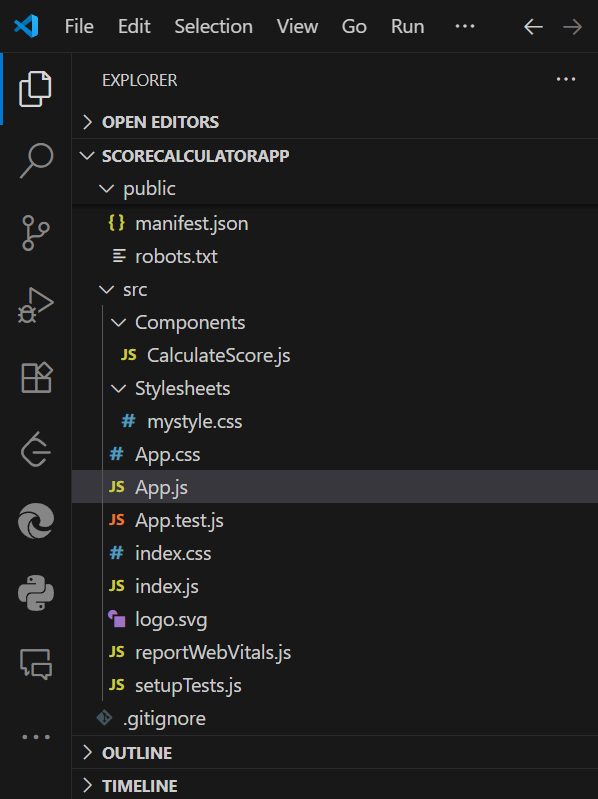 File Edit Selection View Go Run ···
EXPLORER ···
OPEN EDITORS
SCORECALCULATORAPP
public
{} manifest.json
robots.txt
src
Components
JS CalculateScore.js
Stylesheets
# mystyle.css
# App.css
JS App.js
JS App.test.js
# index.css
JS index.js
logo.svg
JS reportWebVitals.js
JS setupTests.js
.gitignore
OUTLINE
TIMELINE